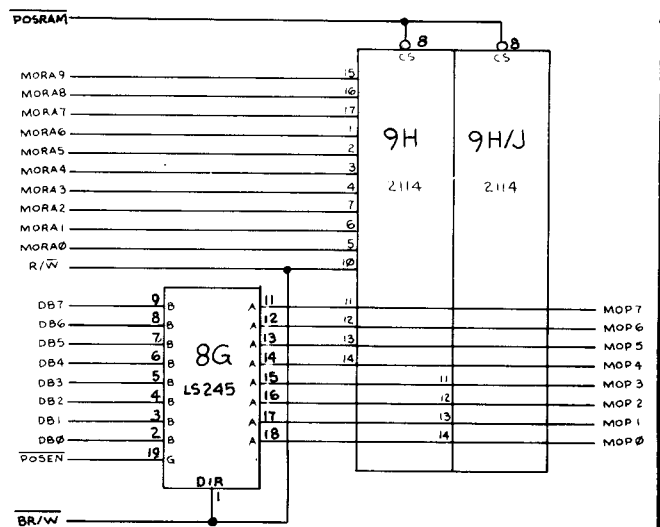 POSRAM
8 8
CS CS
MORA9 15
MORA8 16
MORA7 17
MORA6 1
MORA5 2
MORA4 3
MORA3 4
MORA2 7
MORA1 6
MORA0 5
R/W 10
9H 9H/J
2114 2114
DB7 9 B A 11 11 MOP7
DB6 8 B A 12 12 MOP6
DB5 7 B A 13 13 MOP5
DB4 6 B A 14 14 MOP4
DB3 5 B A 15 11 MOP3
DB2 4 B A 16 12 MOP2
DB1 3 B A 17 13 MOP1
DB0 2 B A 18 14 MOP0
8G
LS245
POSEN 19 G
DIR
1
BR/W